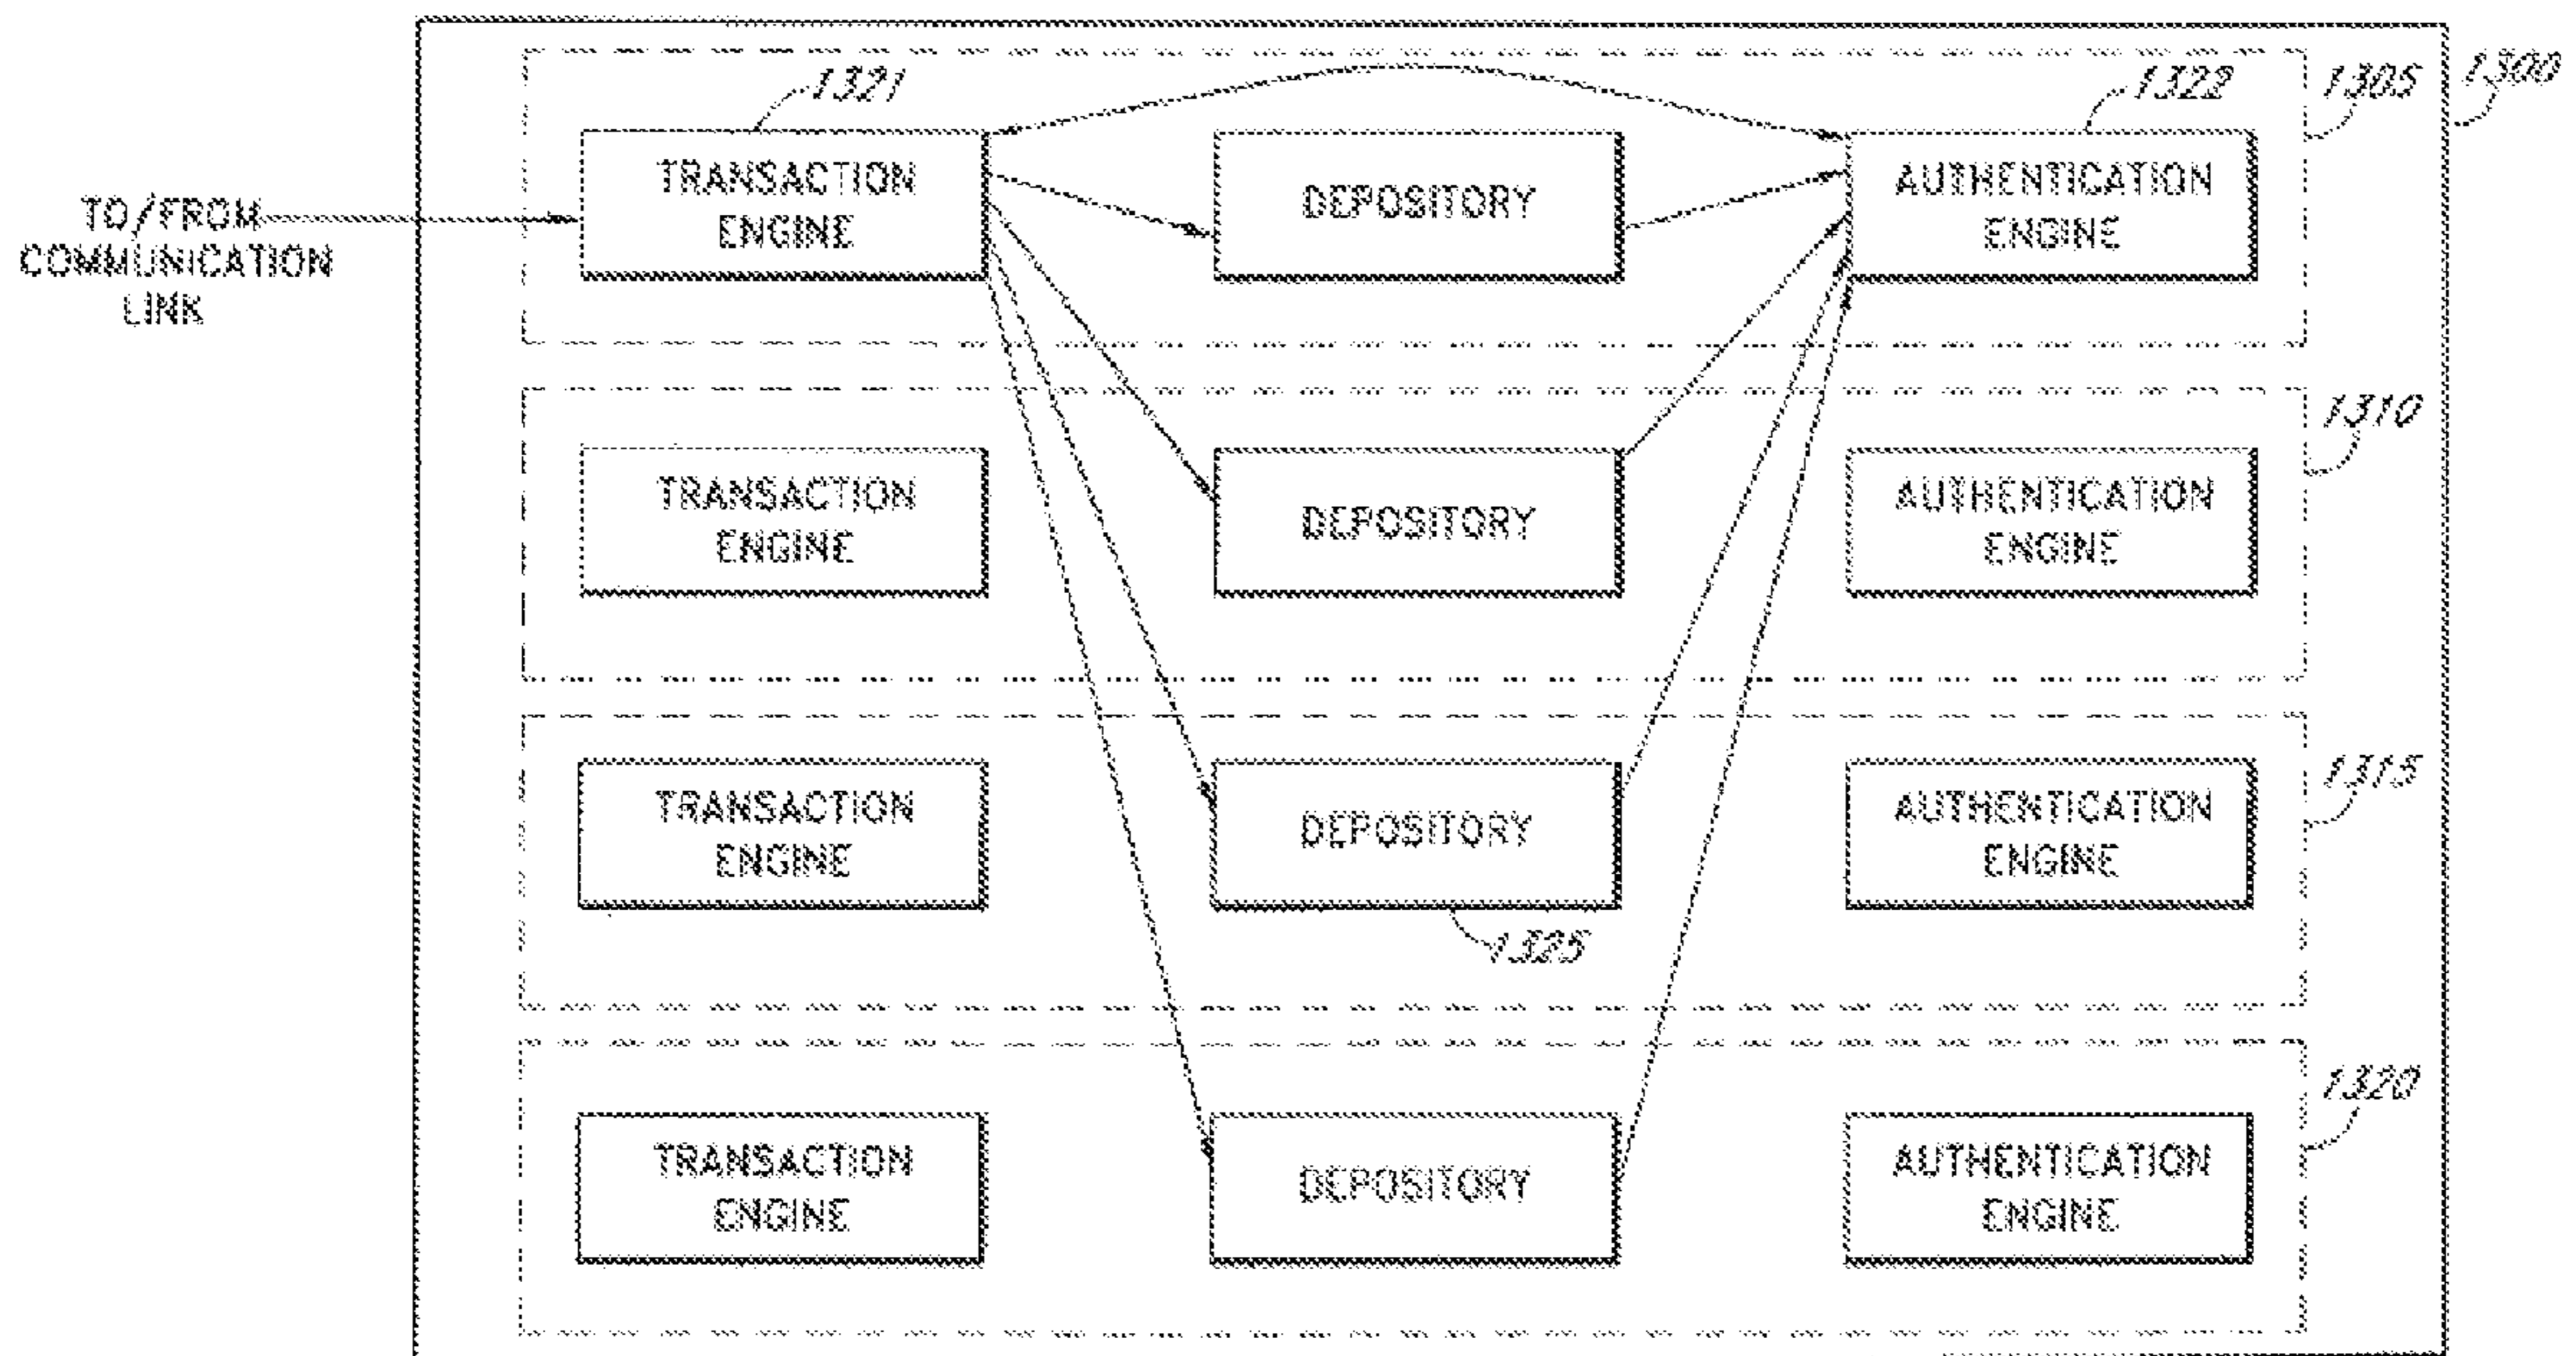 1321
1322
1305
1300
TO/FROM
COMMUNICATION
LINK
TRANSACTION
ENGINE
DEPOSITORY
AUTHENTICATION
ENGINE
1310
TRANSACTION
ENGINE
DEPOSITORY
AUTHENTICATION
ENGINE
1315
TRANSACTION
ENGINE
DEPOSITORY
AUTHENTICATION
ENGINE
1325
1320
TRANSACTION
ENGINE
DEPOSITORY
AUTHENTICATION
ENGINE